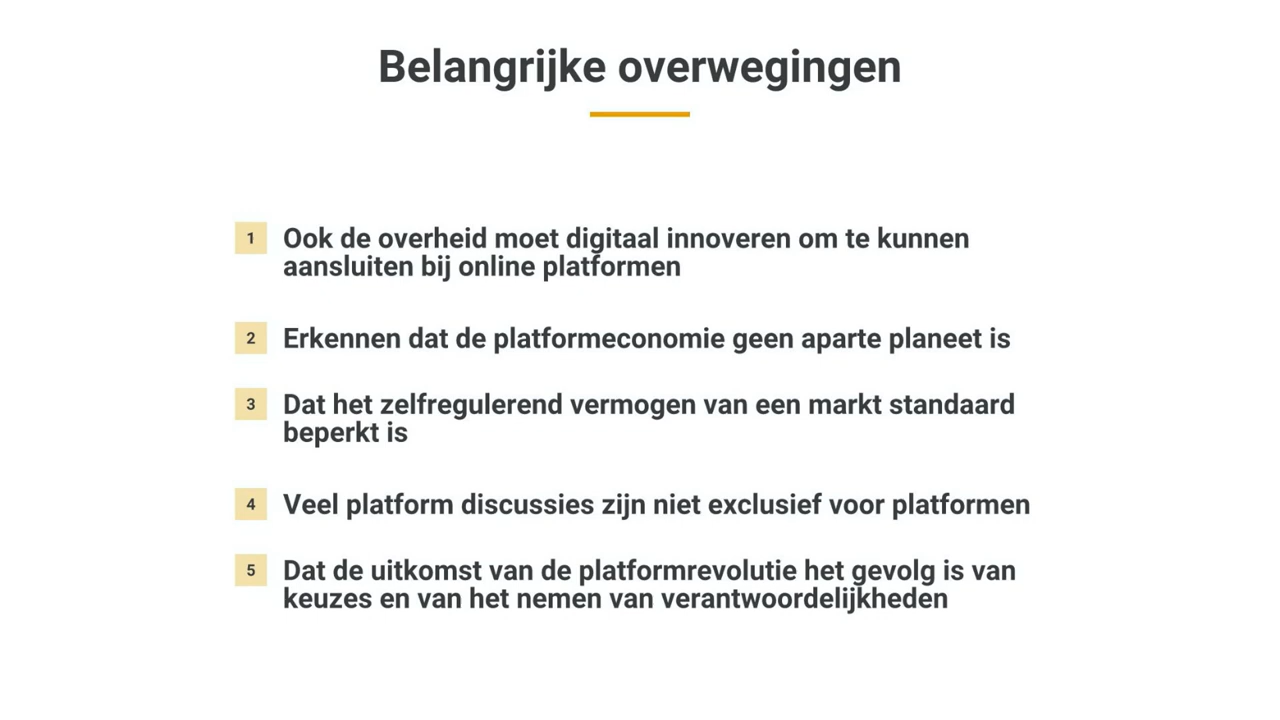 Belangrijke overwegingen
1 Ook de overheid moet digitaal innoveren om te kunnen
aansluiten bij online platformen
2 Erkennen dat de platformeconomie geen aparte planeet is
3 Dat het zelfregulerend vermogen van een markt standaard
beperkt is
4 Veel platform discussies zijn niet exclusief voor platformen
5 Dat de uitkomst van de platformrevolutie het gevolg is van
keuzes en van het nemen van verantwoordelijkheden